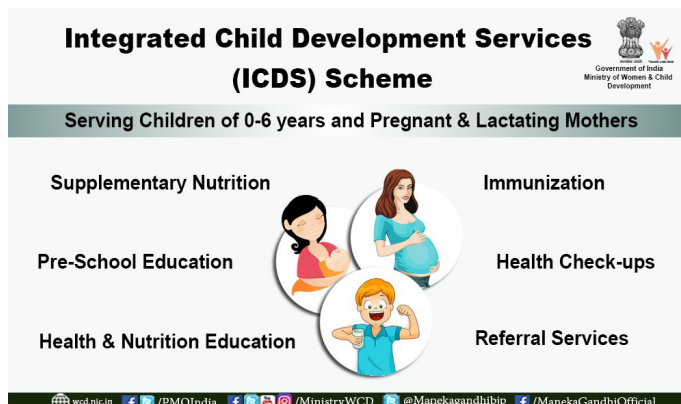 Integrated Child Development Services
(ICDS) Scheme
Government of India
Ministry of Women & Child
Development
Serving Children of 0-6 years and Pregnant & Lactating Mothers
Supplementary Nutrition
Immunization
Pre-School Education
Health Check-ups
Health & Nutrition Education
Referral Services
wcd.nic.in /PMOIndia /MinistryWCD @Manekagandhibjp /ManekaGandhiOfficial